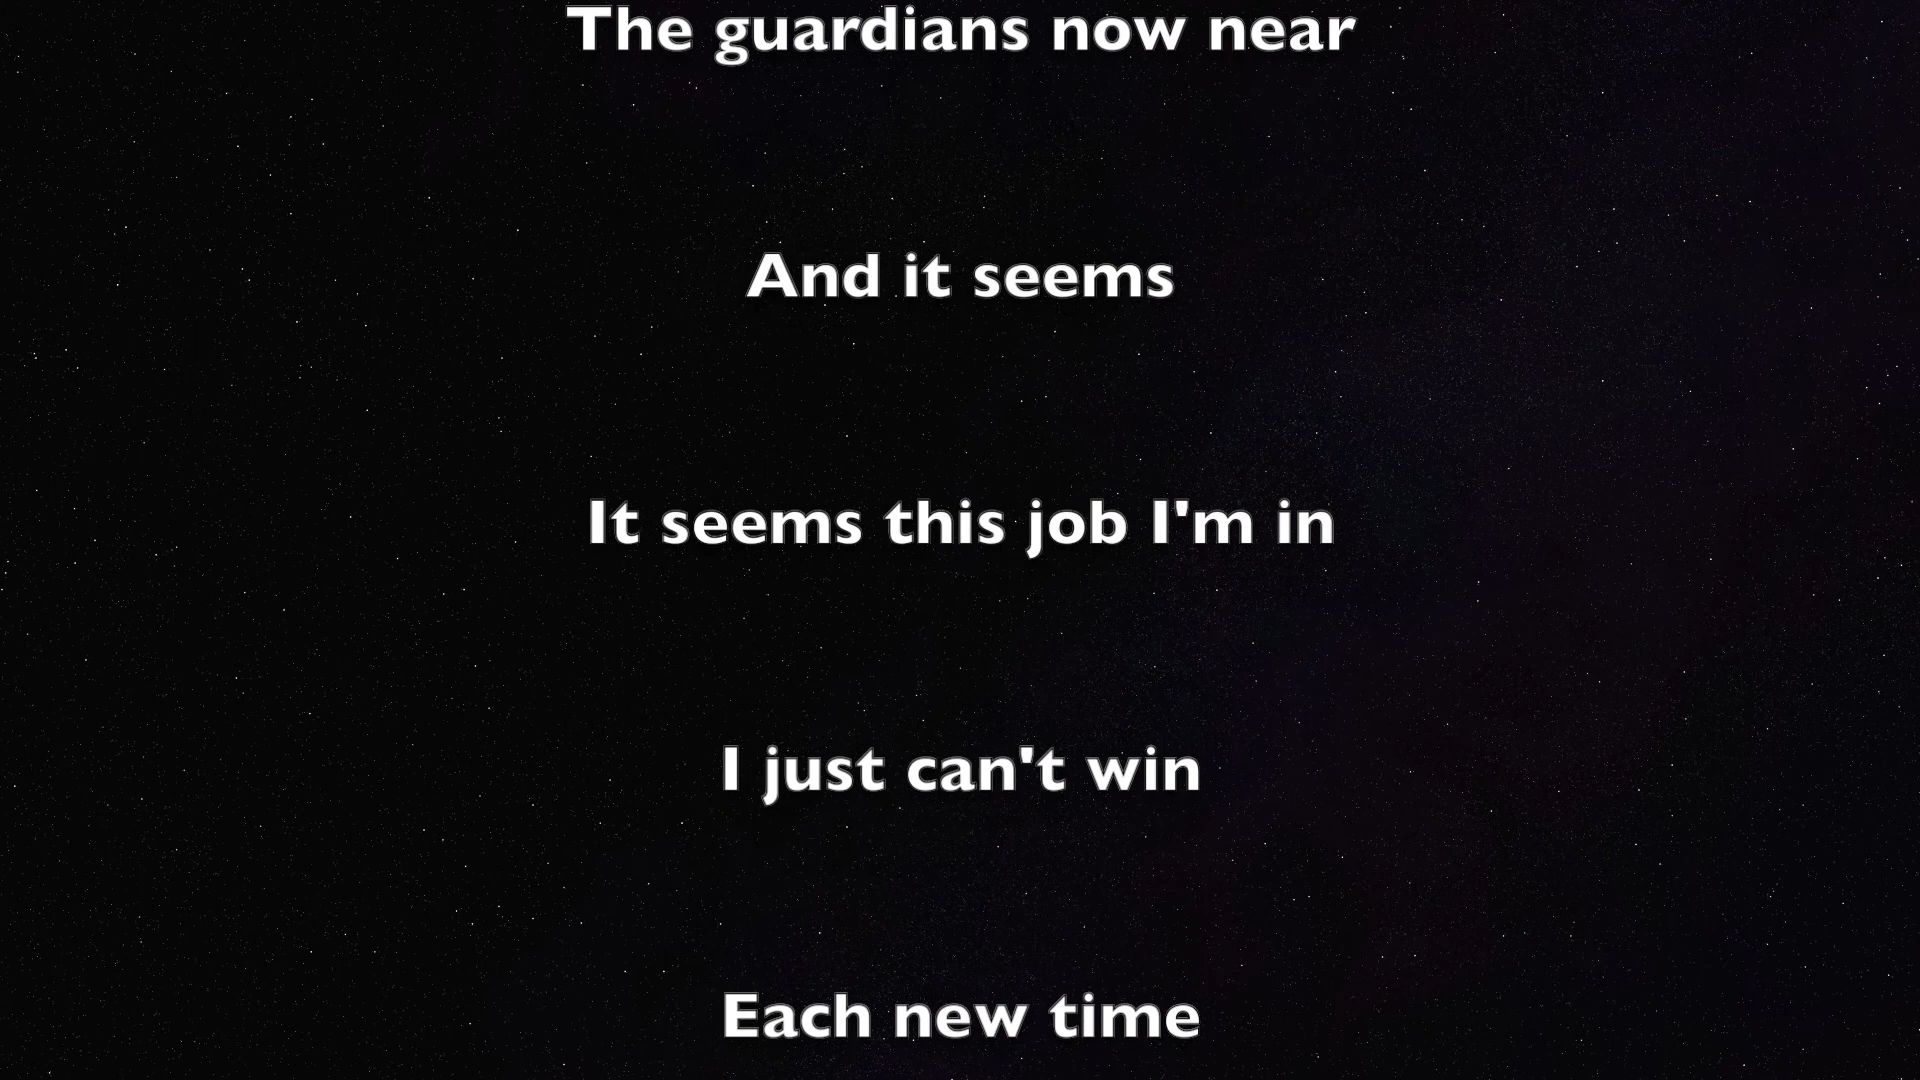 The guardians now near
And it seems
It seems this job I'm in
I just can't win
Each new time